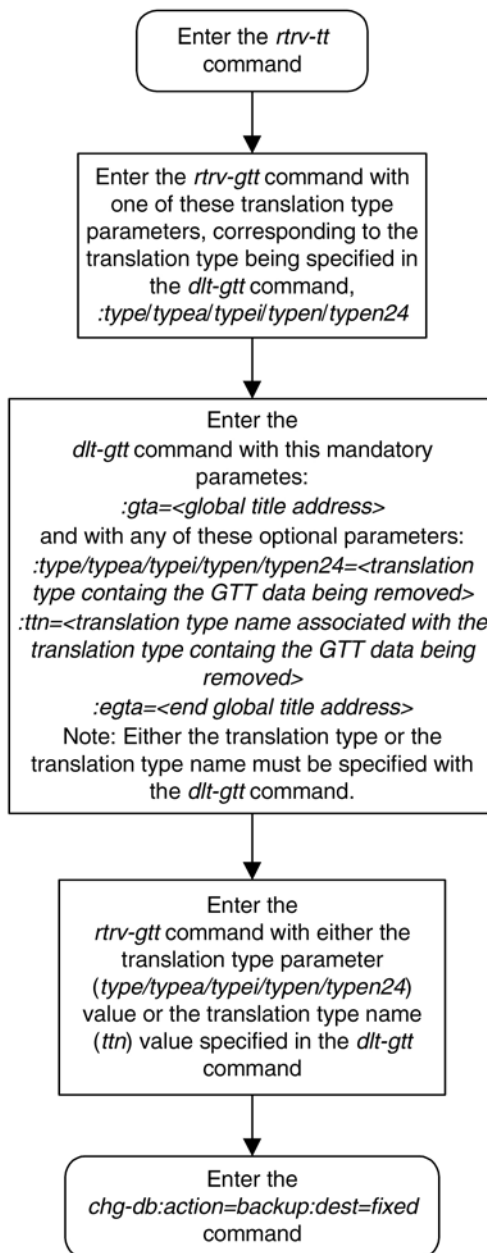 Enter the rtrv-tt
command
Enter the rtrv-gtt command with
one of these translation type
parameters, corresponding to the
translation type being specified in
the dlt-gtt command,
:type/typea/typei/typen/typen24
Enter the
dlt-gtt command with this mandatory
parametes:
:gta=<global title address>
and with any of these optional parameters:
:type/typea/typei/typen/typen24=<translation
type containg the GTT data being removed>
:ttn=<translation type name associated with the
translation type containg the GTT data being
removed>
:egta=<end global title address>
Note: Either the translation type or the
translation type name must be specified with
the dlt-gtt command.
Enter the
rtrv-gtt command with either the
translation type parameter
(type/typea/typei/typen/typen24)
value or the translation type name
(ttn) value specified in the dlt-gtt
command
Enter the
chg-db:action=backup:dest=fixed
command